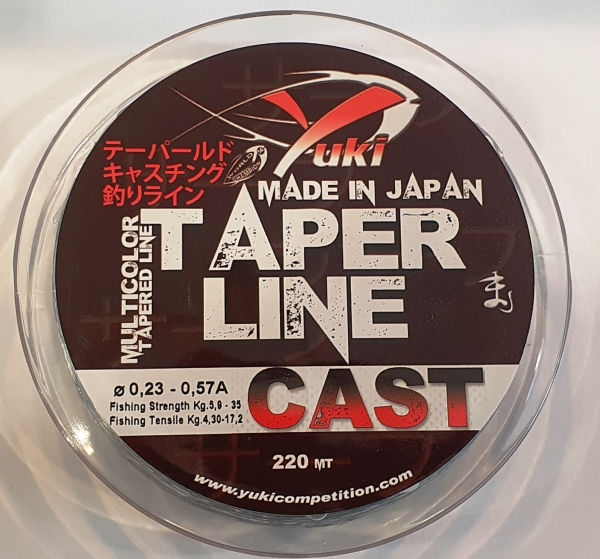 Yuki
テーパールド
キャスチング
釣りライン
WORLD CHAMPION
MADE IN JAPAN
MULTICOLOR
TAPERED LINE
TAPER
LINE
CAST
ø 0,23 - 0,57A
Fishing Strength Kg.5,9 - 35
Fishing Tensile Kg.4,30-17,2
220 MT
www.yukicompetition.com